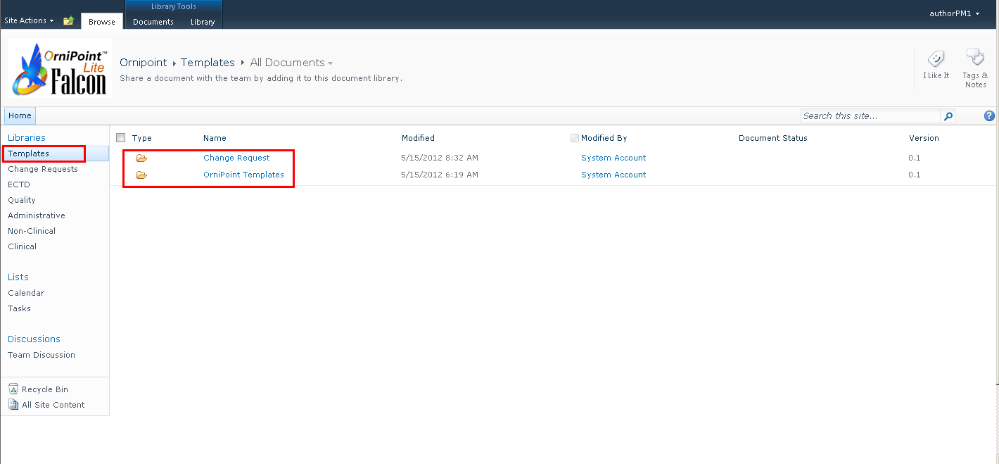 Library Tools
Site Actions Browse Documents Library authorPM1
OrniPoint™
Lite
Falcon
Ornipoint Templates All Documents
Share a document with the team by adding it to this document library.
I Like It Tags & Notes
Home Search this site...
Libraries
Templates
Change Requests
ECTD
Quality
Administrative
Non-Clinical
Clinical
Lists
Calendar
Tasks
Discussions
Team Discussion
Recycle Bin
All Site Content
Type Name Modified Modified By Document Status Version
Change Request 5/15/2012 8:32 AM System Account 0.1
OrniPoint Templates 5/15/2012 6:19 AM System Account 0.1